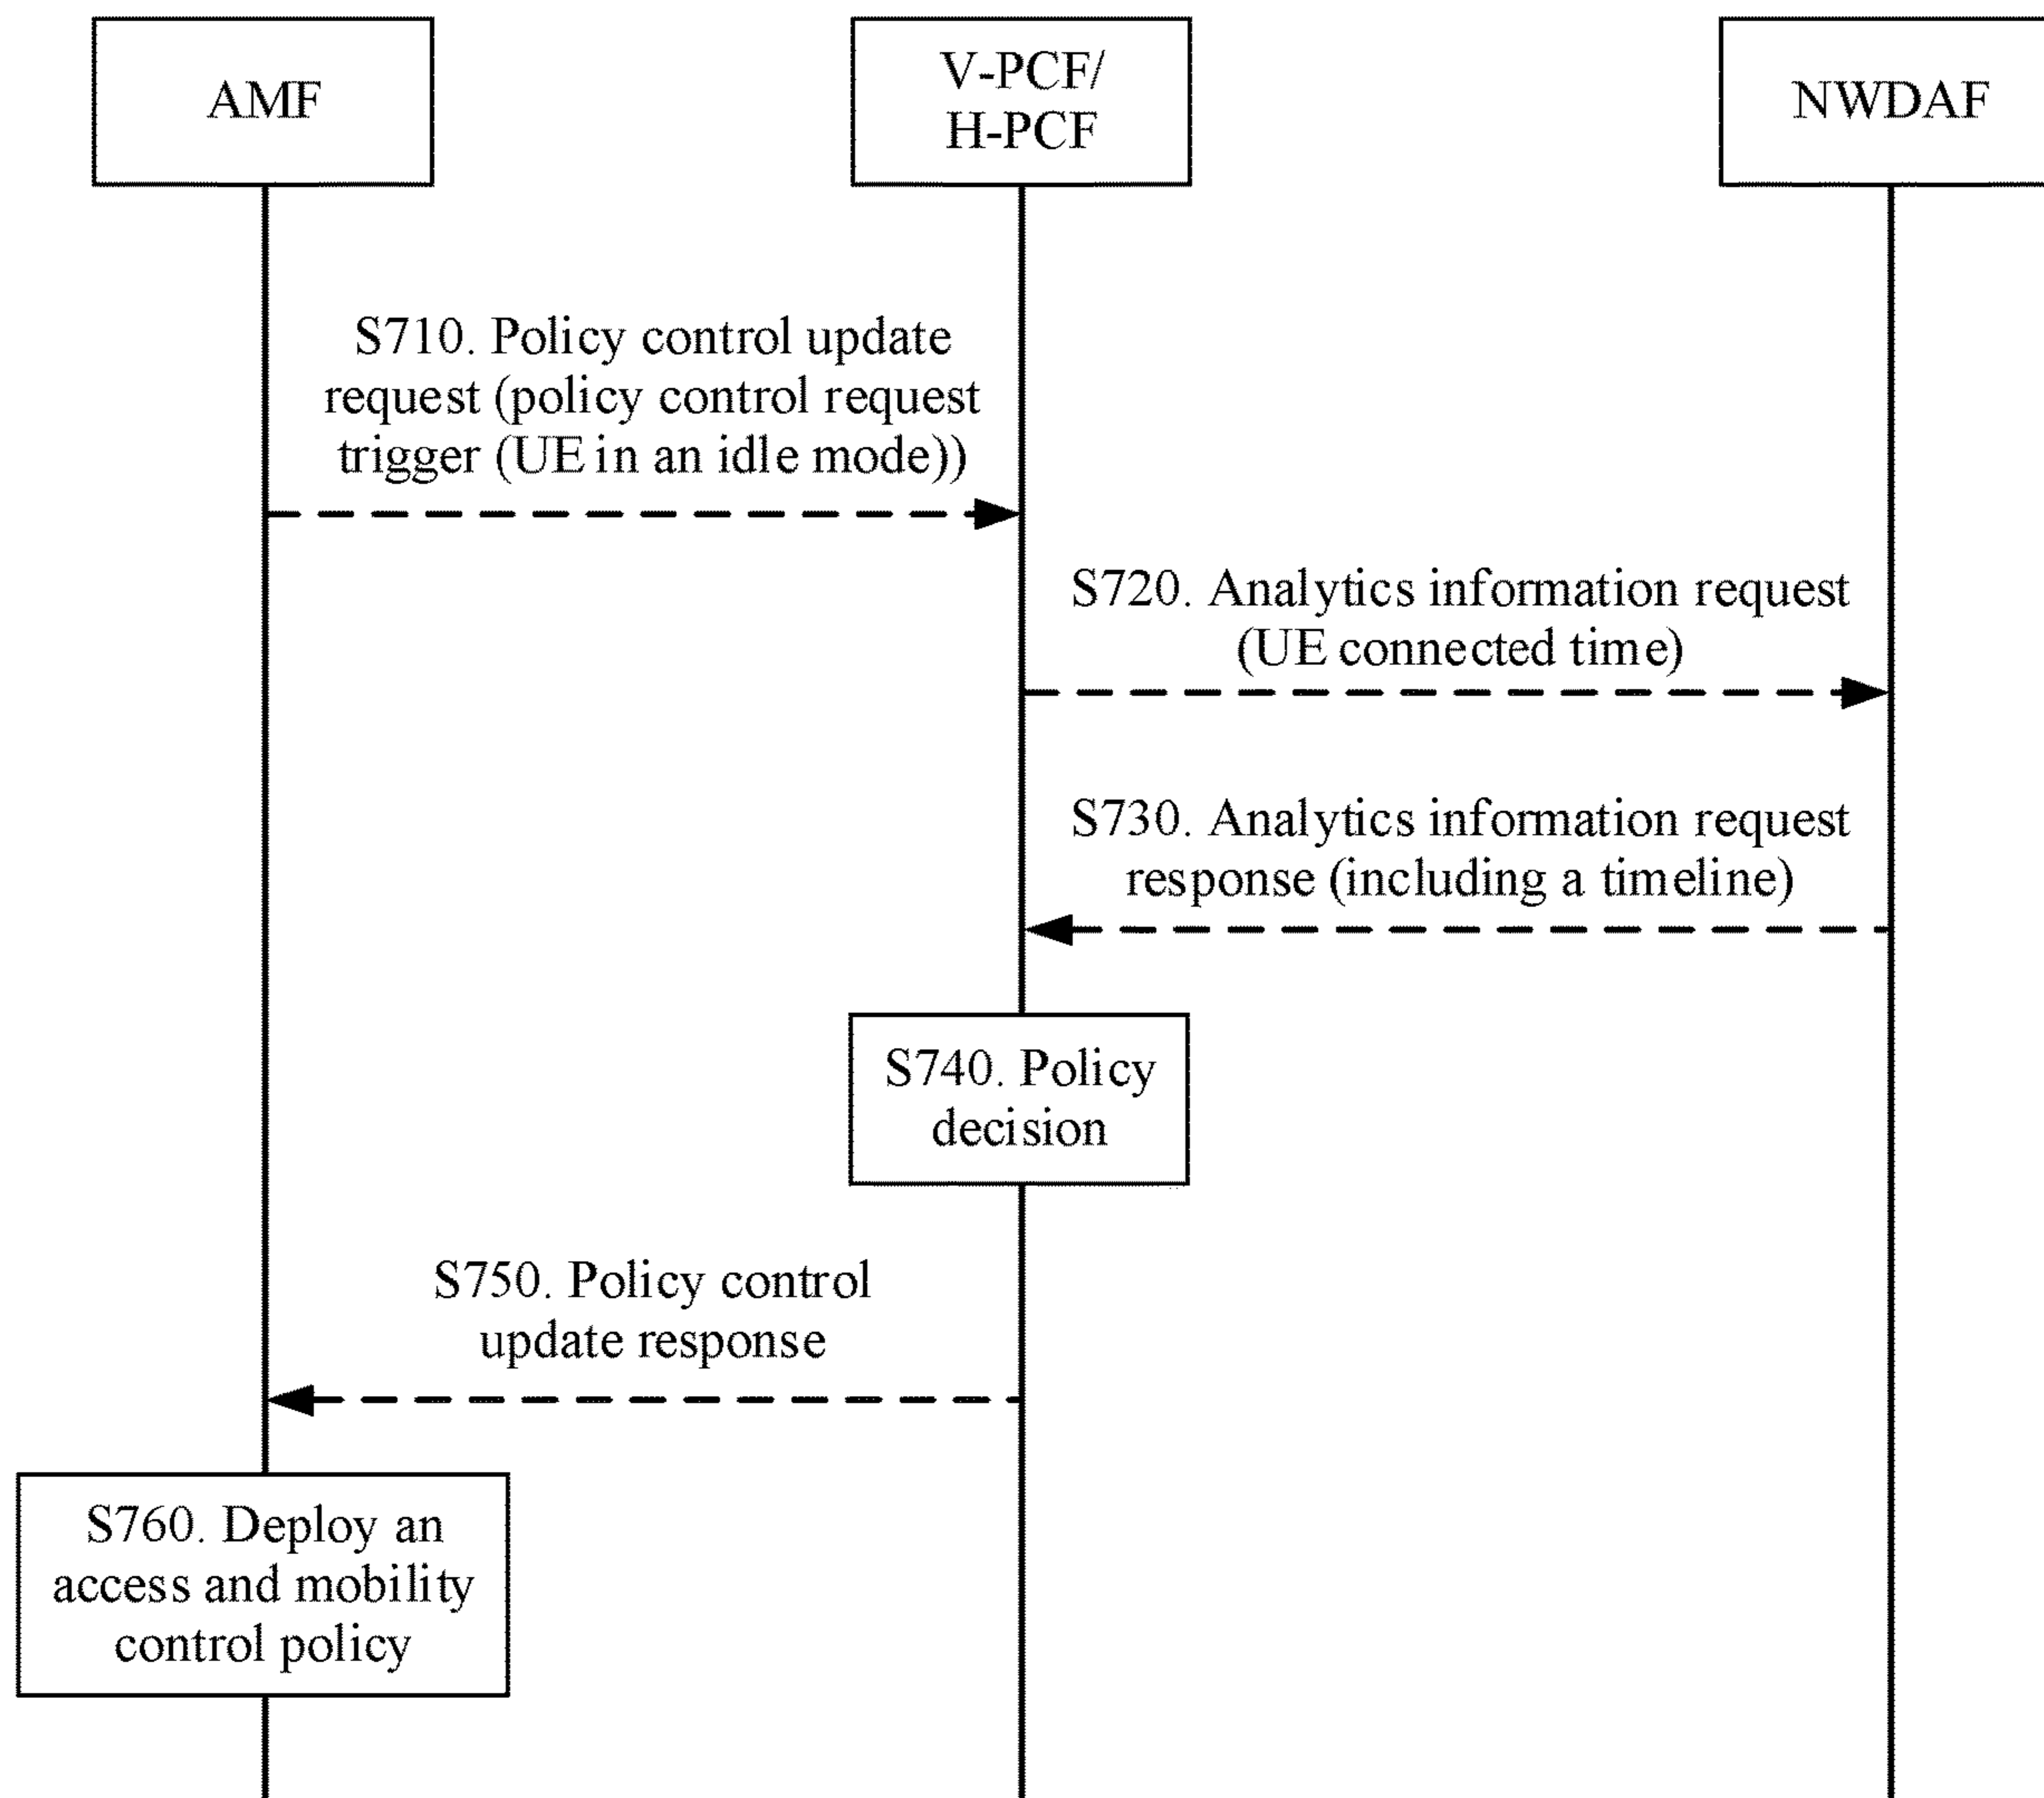 AMF
V-PCF/
H-PCF
NWDAF
S710. Policy control update
request (policy control request
trigger (UE in an idle mode))
S720. Analytics information request
(UE connected time)
S730. Analytics information request
response (including a timeline)
S740. Policy
decision
S750. Policy control
update response
S760. Deploy an
access and mobility
control policy